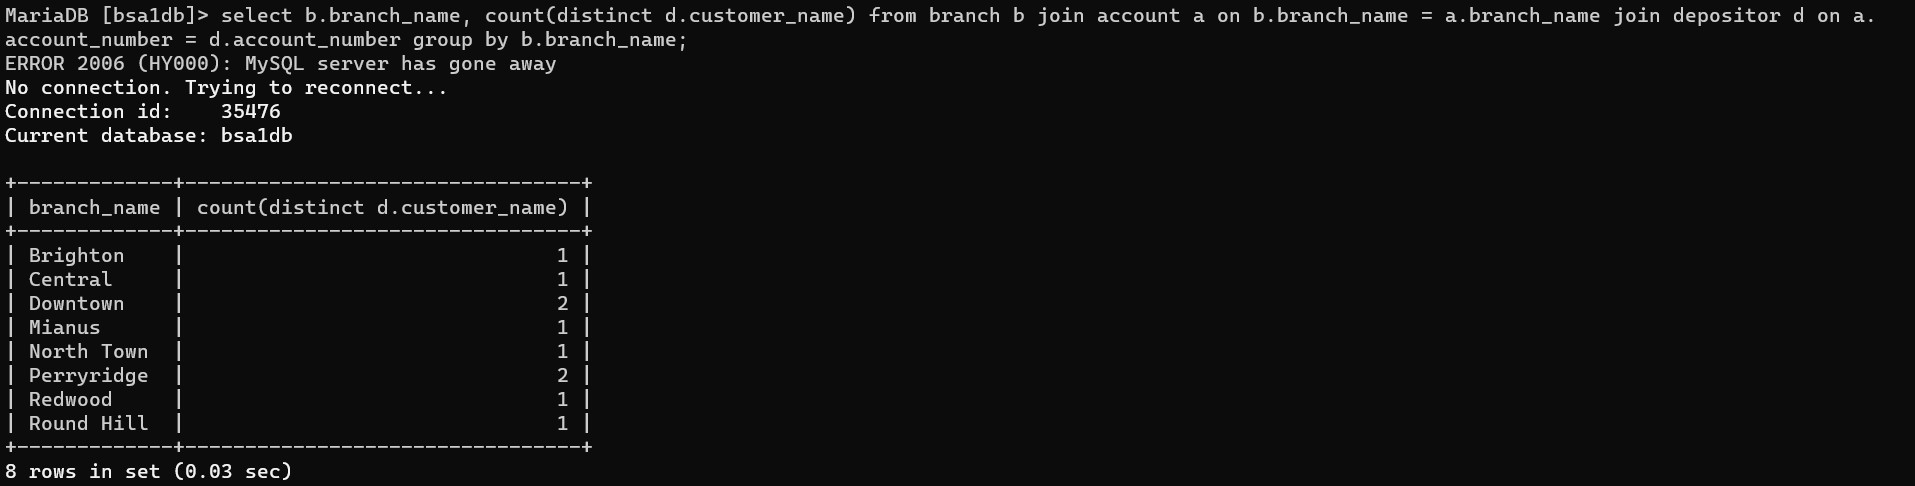 MariaDB [bsa1db]> select b.branch_name, count(distinct d.customer_name) from branch b join account a on b.branch_name = a.branch_name join depositor d on a.
account_number = d.account_number group by b.branch_name;
ERROR 2006 (HY000): MySQL server has gone away
No connection. Trying to reconnect...
Connection id:    35476
Current database: bsa1db

+-------------+---------------------------------+
| branch_name | count(distinct d.customer_name) |
+-------------+---------------------------------+
| Brighton    |                               1 |
| Central     |                               1 |
| Downtown    |                               2 |
| Mianus      |                               1 |
| North Town  |                               1 |
| Perryridge  |                               2 |
| Redwood     |                               1 |
| Round Hill  |                               1 |
+-------------+---------------------------------+
8 rows in set (0.03 sec)